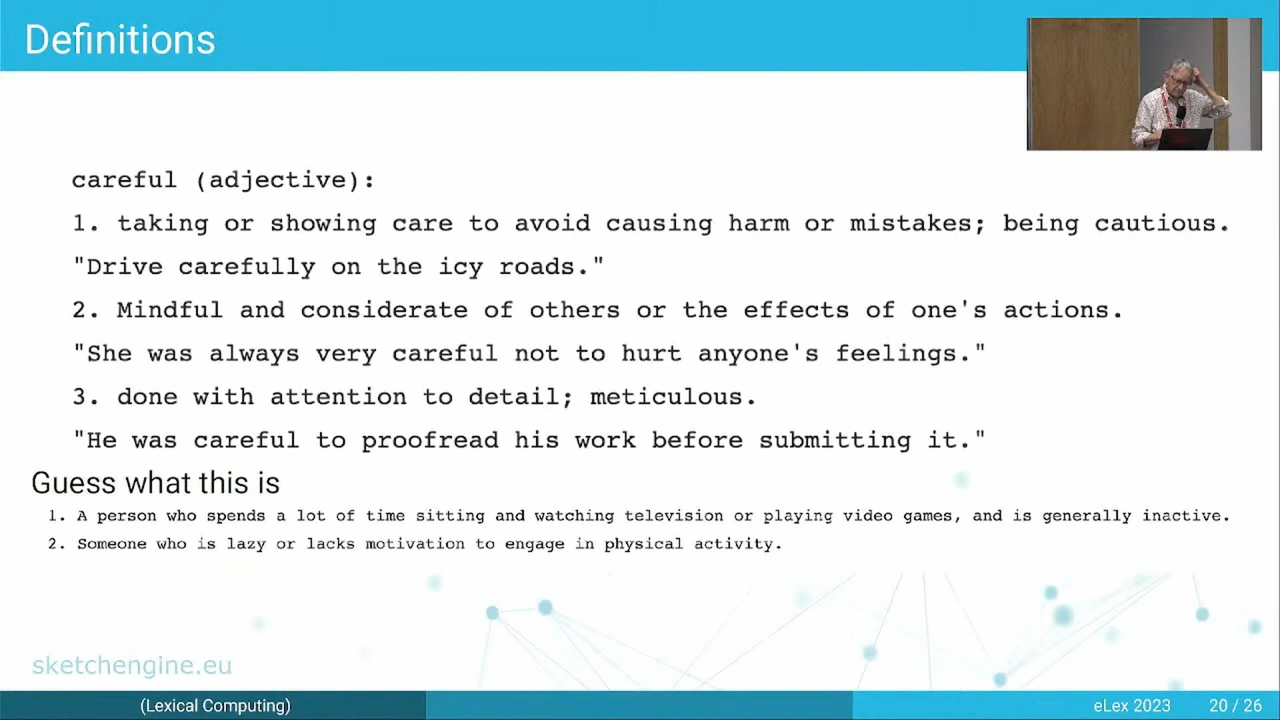 Definitions
careful (adjective):
1. taking or showing care to avoid causing harm or mistakes; being cautious.
"Drive carefully on the icy roads."
2. Mindful and considerate of others or the effects of one's actions.
"She was always very careful not to hurt anyone's feelings."
3. done with attention to detail; meticulous.
"He was careful to proofread his work before submitting it."
Guess what this is
1. A person who spends a lot of time sitting and watching television or playing video games, and is generally inactive.
2. Someone who is lazy or lacks motivation to engage in physical activity.
sketchengine.eu
(Lexical Computing)
eLex 2023
20 / 26